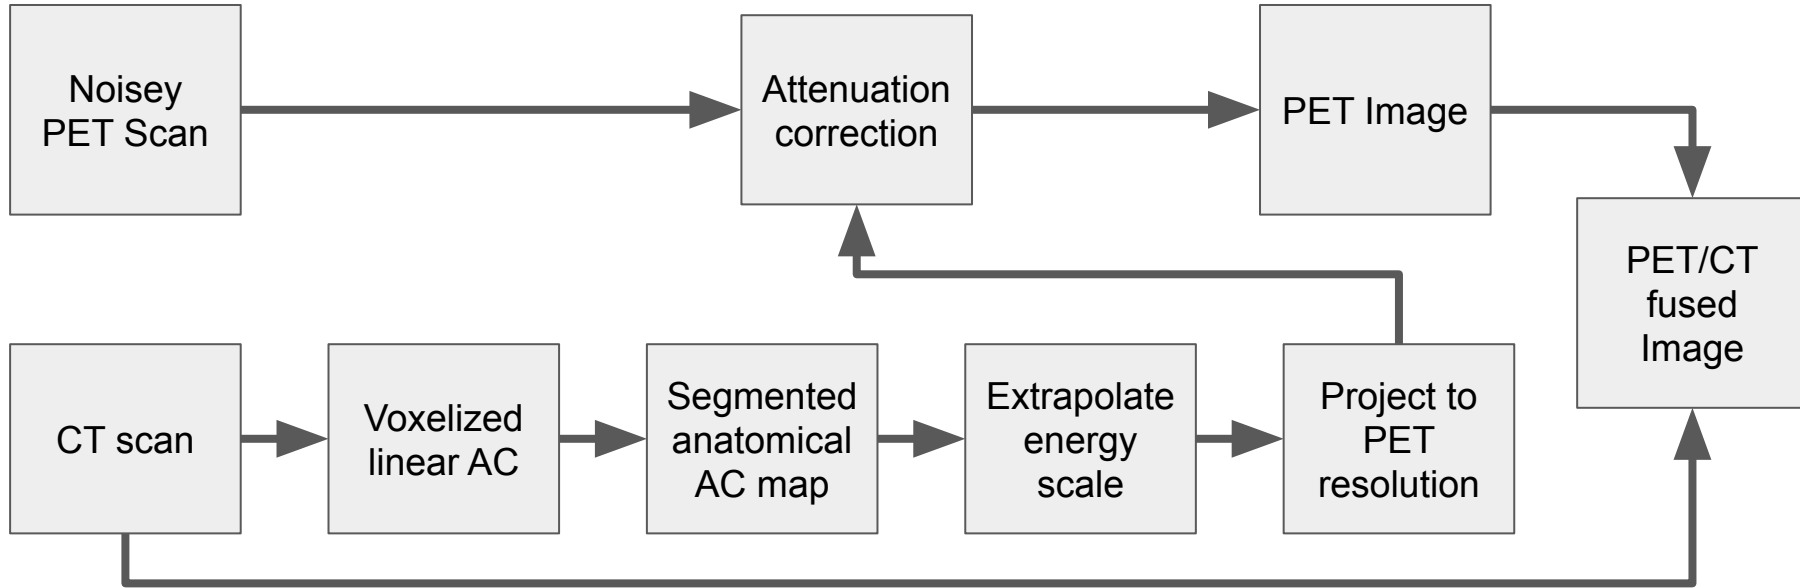 Noisey
PET Scan
Attenuation
correction
PET Image
PET/CT
fused
Image
CT scan
Voxelized
linear AC
Segmented
anatomical
AC map
Extrapolate
energy
scale
Project to
PET
resolution